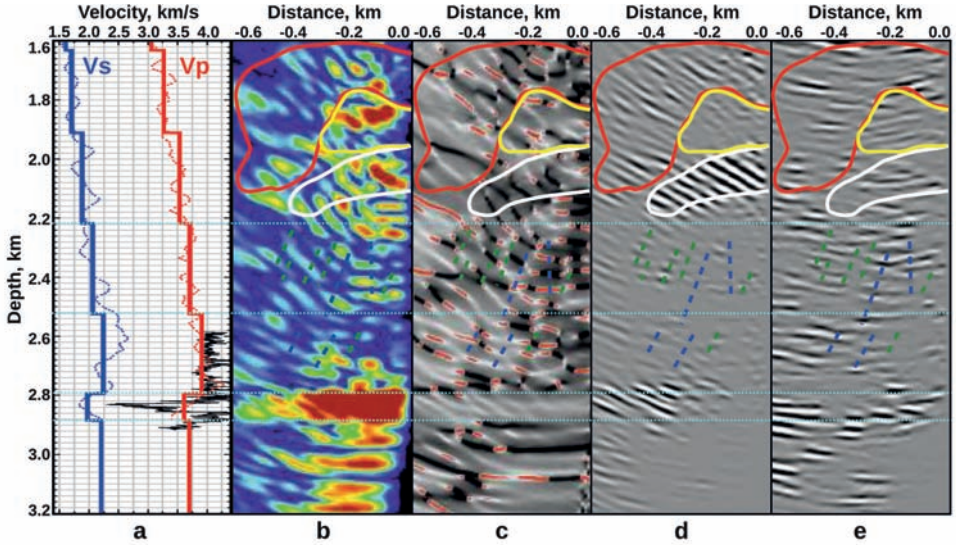 Velocity, km/s Distance, km Distance, km Distance, km Distance, km
1.5 2.0 2.5 3.0 3.5 4.0 -0.6 -0.4 -0.2 0.0 -0.6 -0.4 -0.2 0.0 -0.6 -0.4 -0.2 0.0 -0.6 -0.4 -0.2 0.0
Vs Vp
Depth, km
1.6
1.8
2.0
2.2
2.4
2.6
2.8
3.0
3.2
a b c d e